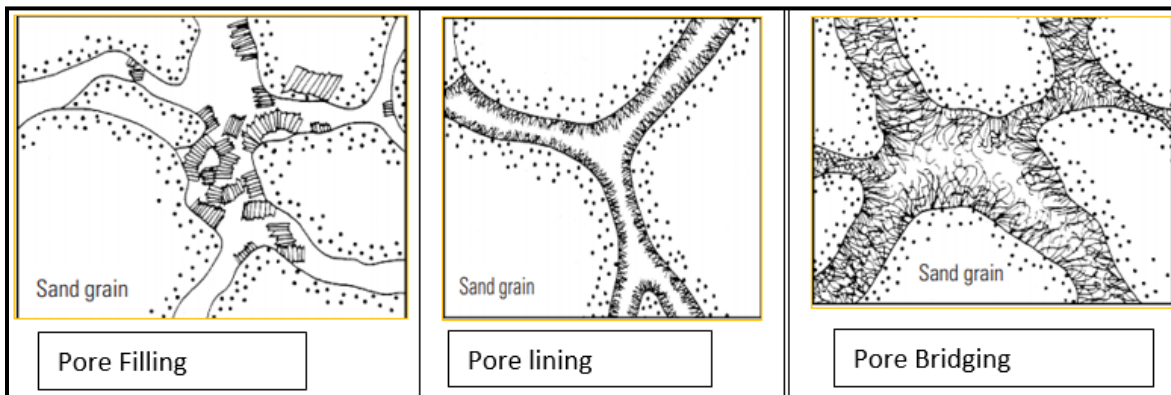 Sand grain
Sand grain
Sand grain
Pore Filling
Pore lining
Pore Bridging